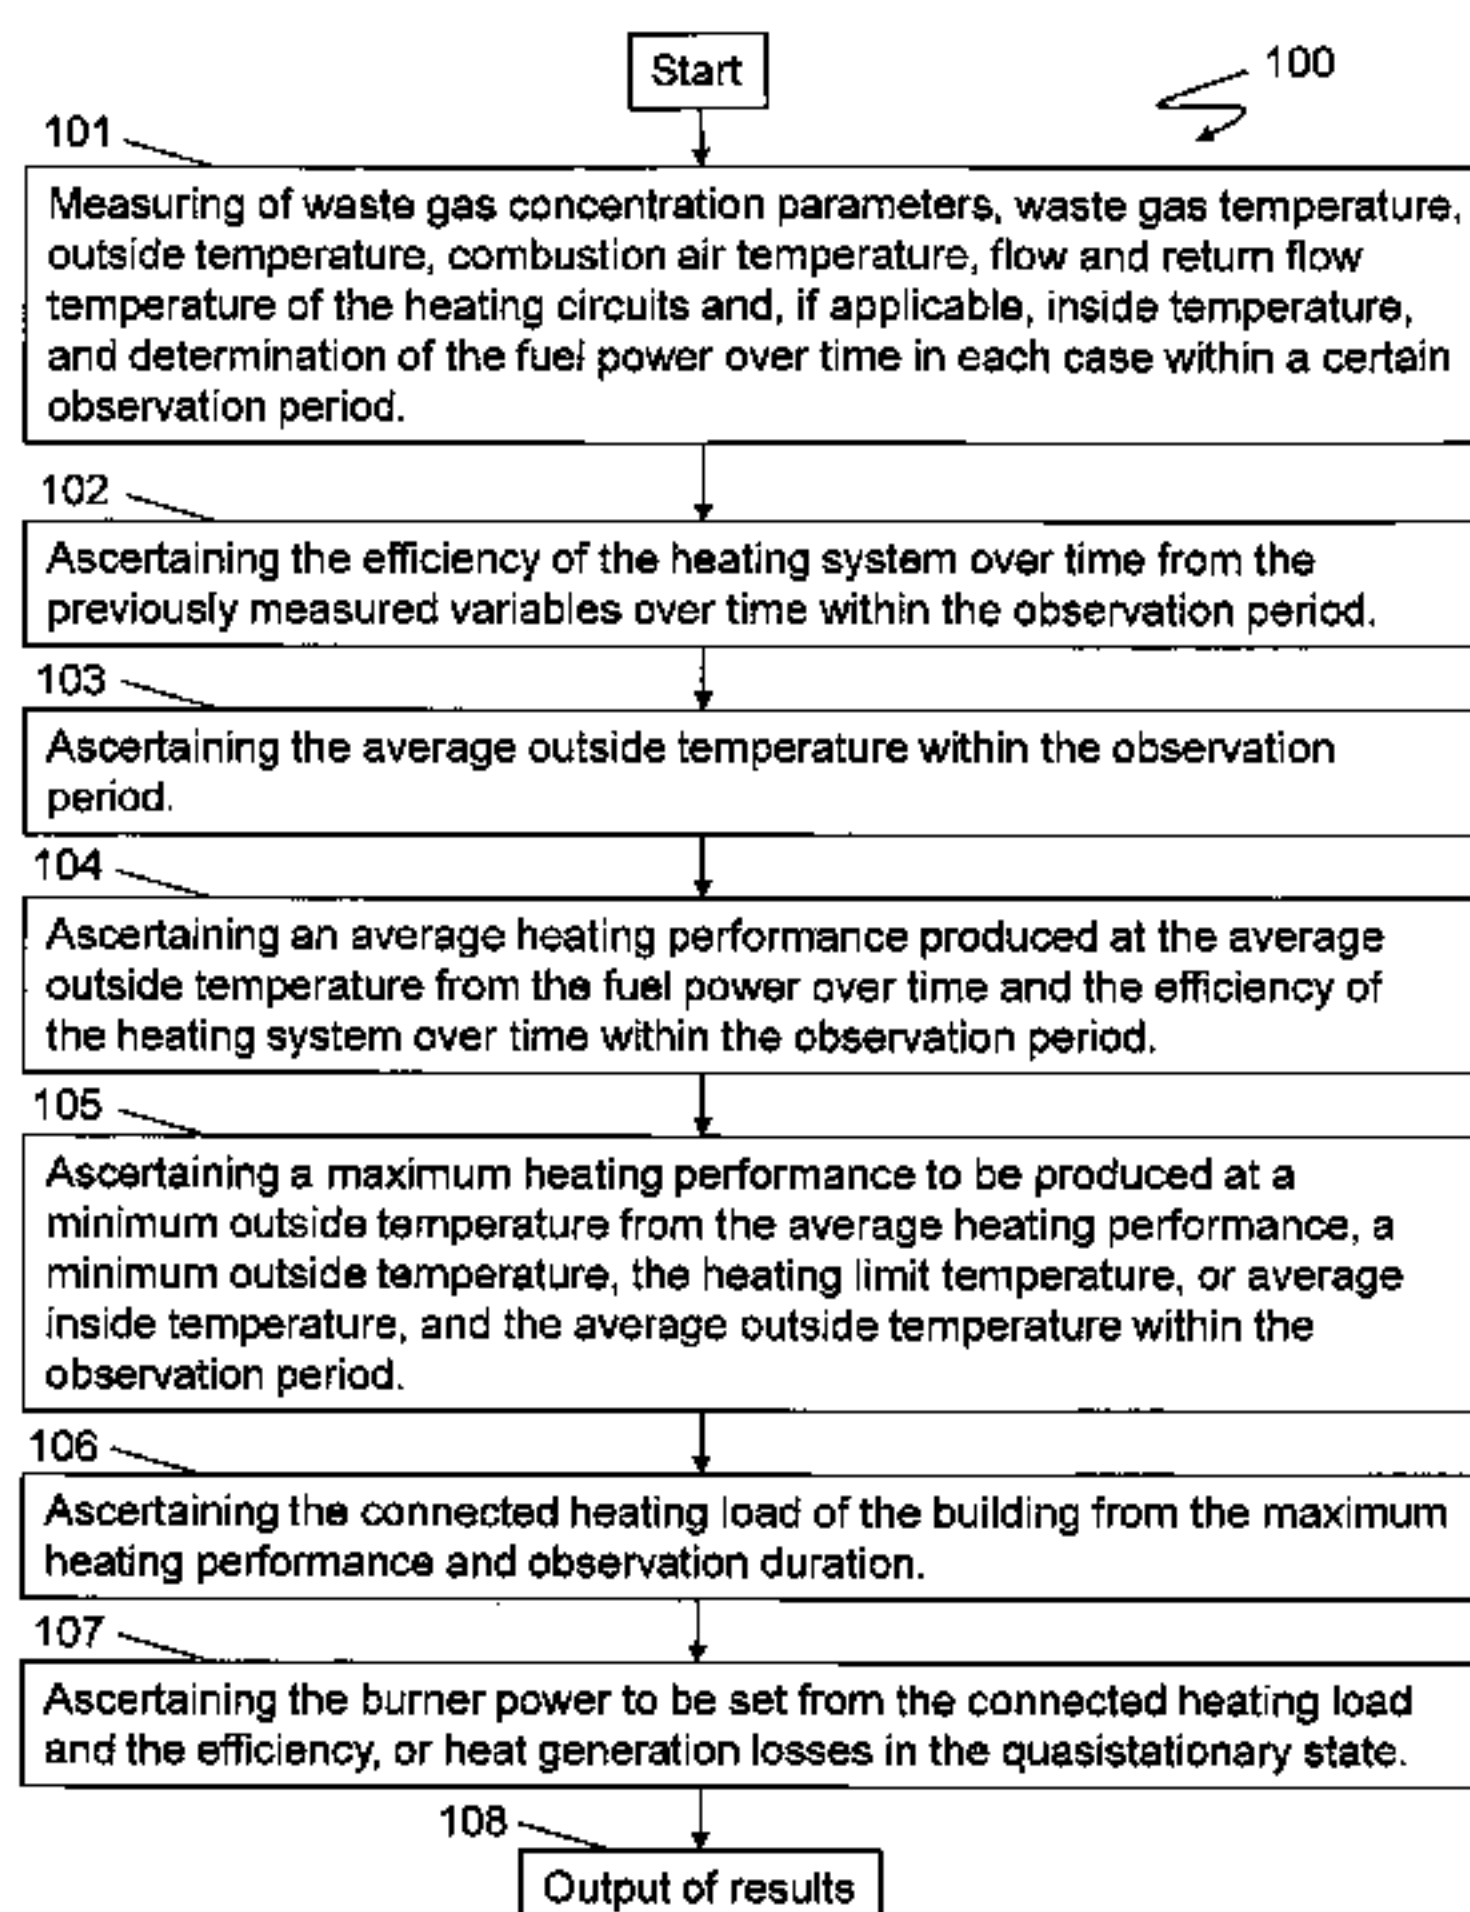 Start
100
101
Measuring of waste gas concentration parameters, waste gas temperature,
outside temperature, combustion air temperature, flow and return flow
temperature of the heating circuits and, if applicable, inside temperature,
and determination of the fuel power over time in each case within a certain
observation period.
102
Ascertaining the efficiency of the heating system over time from the
previously measured variables over time within the observation period.
103
Ascertaining the average outside temperature within the observation
period.
104
Ascertaining an average heating performance produced at the average
outside temperature from the fuel power over time and the efficiency of
the heating system over time within the observation period.
105
Ascertaining a maximum heating performance to be produced at a
minimum outside temperature from the average heating performance, a
minimum outside temperature, the heating limit temperature, or average
inside temperature, and the average outside temperature within the
observation period.
106
Ascertaining the connected heating load of the building from the maximum
heating performance and observation duration.
107
Ascertaining the burner power to be set from the connected heating load
and the efficiency, or heat generation losses in the quasistationary state.
108
Output of results